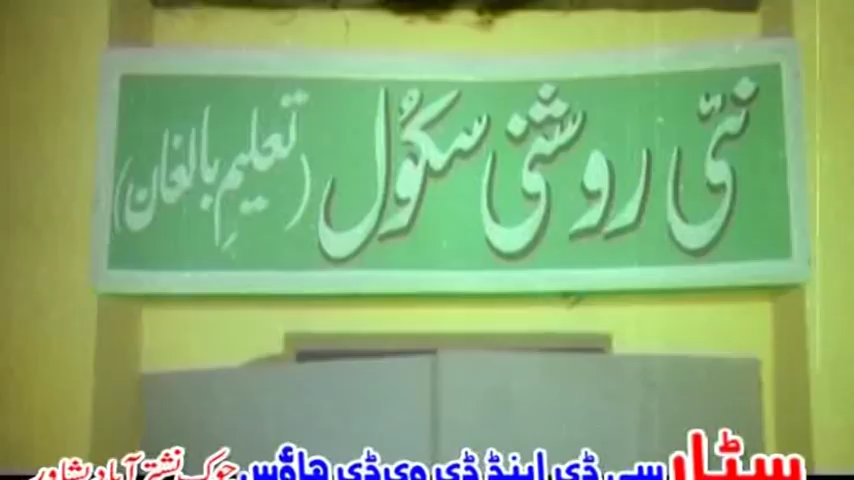 نئی روشنی سکول (تعلیمِ بالغان)
سٹار سی ڈی اینڈ ڈی وی ڈی ہاؤس چوک نشتر آباد پشاور